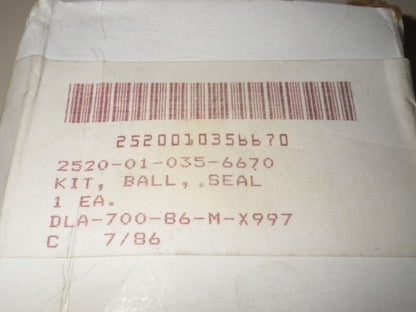 2520010356670
2520-01-035-6670
KIT, BALL, SEAL
1 EA.
DLA-700-86-M-X997
C 7/86